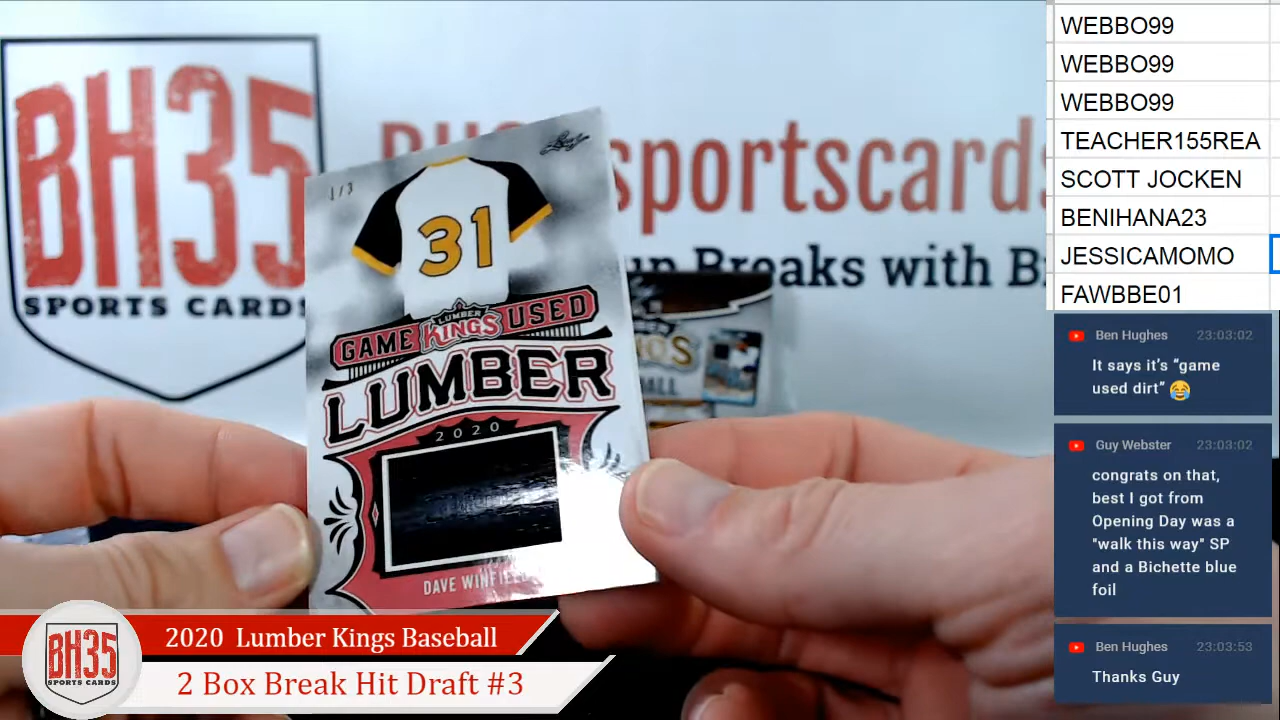 BH35
SPORTS CARDS
sportscards
Breaks with
Leaf
1/3
31
GAME LUMBER KINGS USED
LUMBER
2020
DAVE WINFIELD
BH35
SPORTS CARDS
2020 Lumber Kings Baseball
2 Box Break Hit Draft #3
WEBBO99
WEBBO99
WEBBO99
TEACHER155REA
SCOTT JOCKEN
BENIHANA23
JESSICAMOMO
FAWBBE01
Ben Hughes 23:03:02
It says it’s “game
used dirt” 😂
Guy Webster 23:03:02
congrats on that,
best I got from
Opening Day was a
"walk this way" SP
and a Bichette blue
foil
Ben Hughes 23:03:53
Thanks Guy